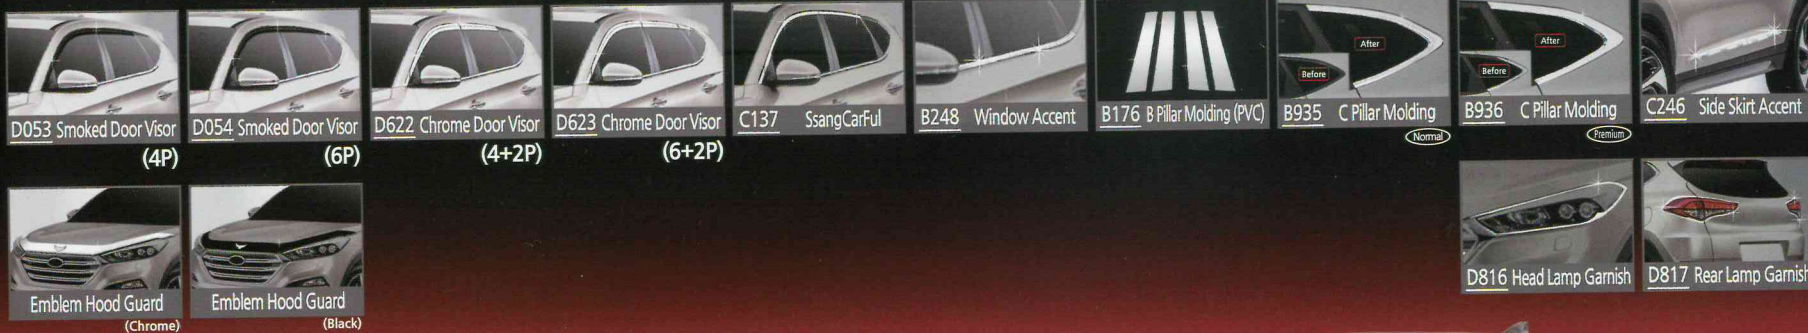 D053 Smoked Door Visor
(4P)
D054 Smoked Door Visor
(6P)
D622 Chrome Door Visor
(4+2P)
D623 Chrome Door Visor
(6+2P)
C137 SsangCarFul
B248 Window Accent
B176 B Pillar Molding (PVC)
After
Before
B935 C Pillar Molding
Normal
After
Before
B936 C Pillar Molding
Premium
C246 Side Skirt Accent
Emblem Hood Guard
(Chrome)
Emblem Hood Guard
(Black)
D816 Head Lamp Garnish
D817 Rear Lamp Garnish